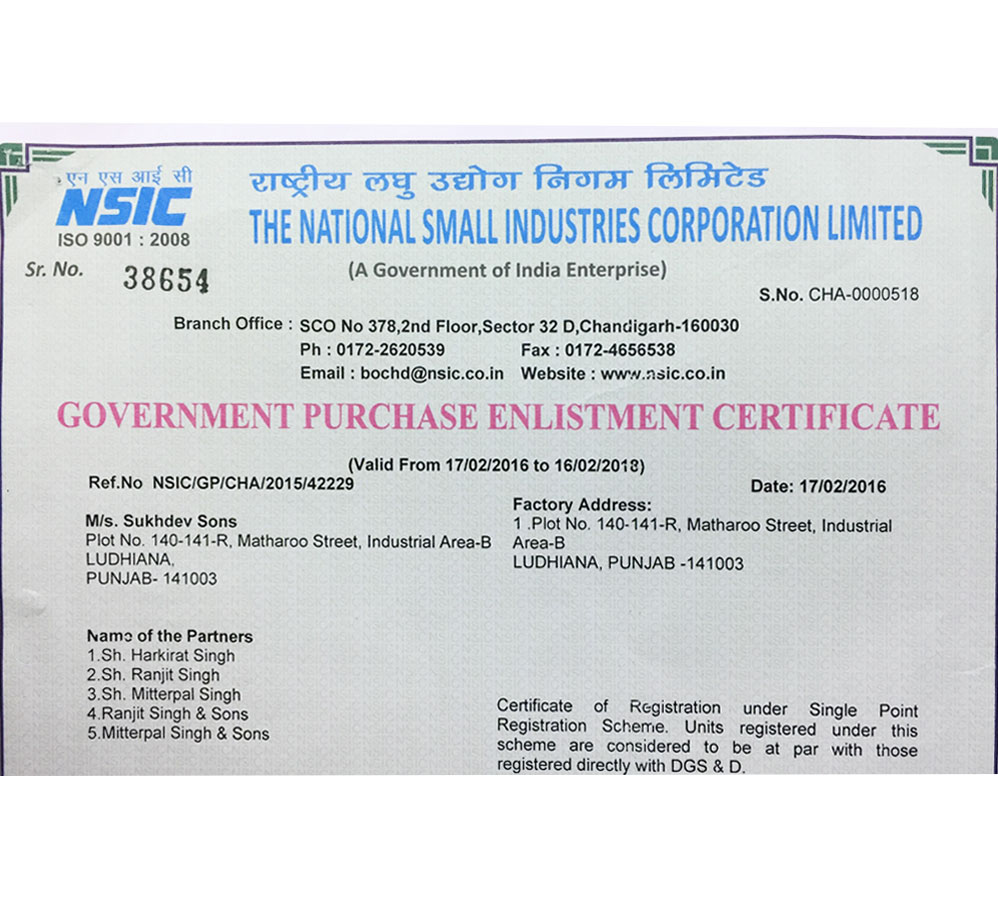 एन एस आई सी
NSIC
ISO 9001 : 2008
राष्ट्रीय लघु उद्योग निगम लिमिटेड
THE NATIONAL SMALL INDUSTRIES CORPORATION LIMITED
(A Government of India Enterprise)
Sr. No. 38654
S.No. CHA-0000518
Branch Office : SCO No 378,2nd Floor,Sector 32 D,Chandigarh-160030
Ph : 0172-2620539 Fax : 0172-4656538
Email : bochd@nsic.co.in Website : www.nsic.co.in
GOVERNMENT PURCHASE ENLISTMENT CERTIFICATE
(Valid From 17/02/2016 to 16/02/2018)
Ref.No NSIC/GP/CHA/2015/42229
Date: 17/02/2016
M/s. Sukhdev Sons
Plot No. 140-141-R, Matharoo Street, Industrial Area-B
LUDHIANA,
PUNJAB- 141003
Factory Address:
1 .Plot No. 140-141-R, Matharoo Street, Industrial
Area-B
LUDHIANA, PUNJAB -141003
Name of the Partners
1.Sh. Harkirat Singh
2.Sh. Ranjit Singh
3.Sh. Mitterpal Singh
4.Ranjit Singh & Sons
5.Mitterpal Singh & Sons
Certificate of Registration under Single Point
Registration Scheme. Units registered under this
scheme are considered to be at par with those
registered directly with DGS & D.